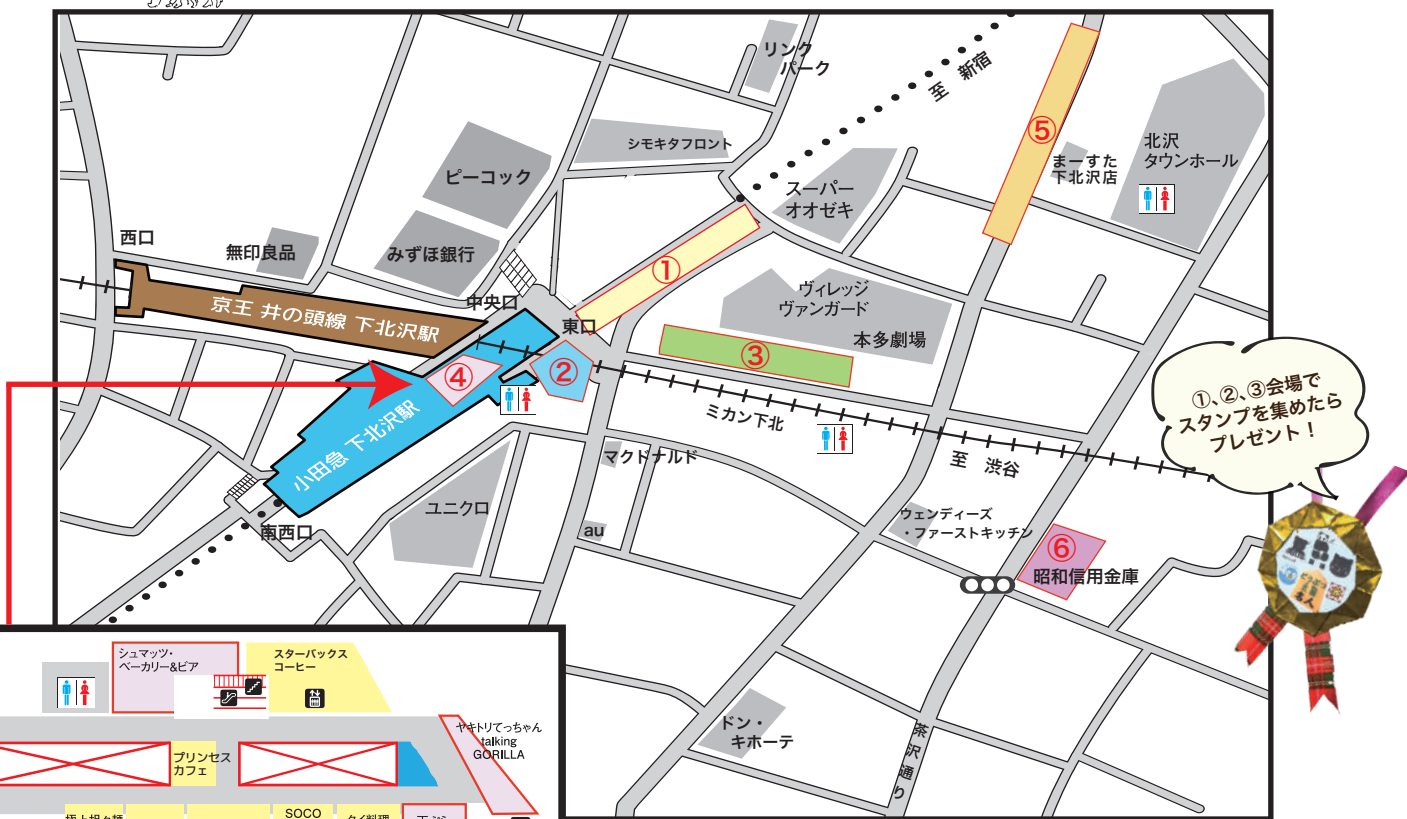 リンク
パーク
至 新宿
⑤
シモキタフロント
まーすた
下北沢店
北沢
タウンホール
ピーコック
スーパー
オオゼキ
西口
無印良品
みずほ銀行
①
ヴィレッジ
ヴァンガード
中央口
京王 井の頭線 下北沢駅
東口
本多劇場
③
②
④
①、②、③会場で
スタンプを集めたら
プレゼント！
ミカン下北
小田急 下北沢駅
マクドナルド
至 渋谷
ユニクロ
ウェンディーズ
・ファーストキッチン
南西口
au
⑥
昭和信用金庫
シュマッツ・
ベーカリー&ビア
スターバックス
コーヒー
ヤキトリてっちゃん
talking
GORILLA
プリンセス
カフェ
ドン・
キホーテ
茶沢通り
SOCO
タイ料理